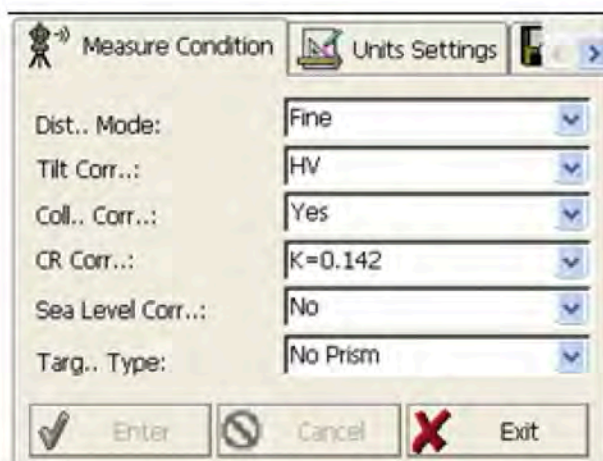 Measure Condition Units Settings
Dist.. Mode: Fine
Tilt Corr..: HV
Coll.. Corr..: Yes
CR Corr..: K=0.142
Sea Level Corr..: No
Targ.. Type: No Prism
Enter Cancel Exit